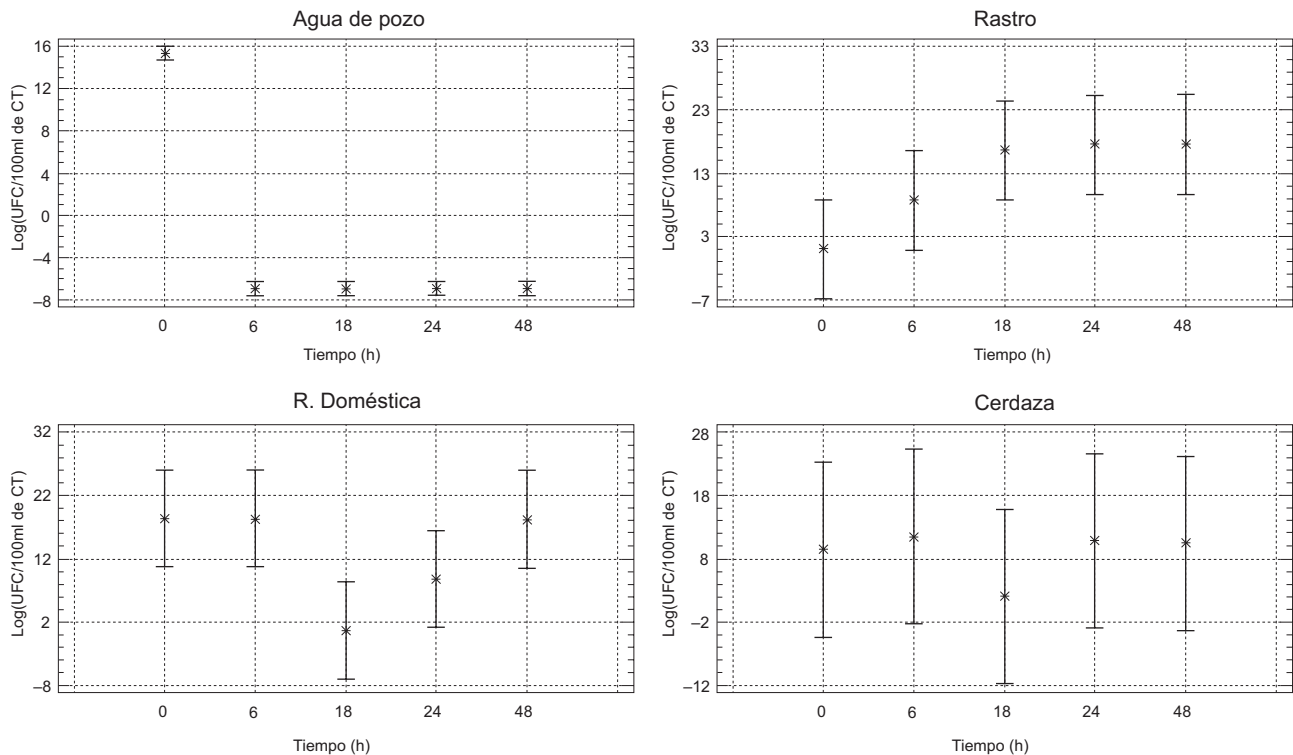 Agua de pozo
Log(UFC/100ml de CT)
16
12
8
4
0
–4
–8
0 6 18 24 48
Tiempo (h)
Rastro
Log(UFC/100ml de CT)
33
23
13
3
–7
0 6 18 24 48
Tiempo (h)
R. Doméstica
Log(UFC/100ml de CT)
32
22
12
2
–8
0 6 18 24 48
Tiempo (h)
Cerdaza
Log(UFC/100ml de CT)
28
18
8
–2
–12
0 6 18 24 48
Tiempo (h)